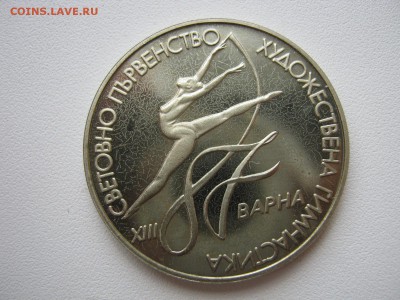 COINS.LAVE.RU
XIII СВЕТОВНО ПЪРВЕНСТВО
ХУДОЖЕСТВЕНА ГИМНАСТИКА
87
ВАРНА